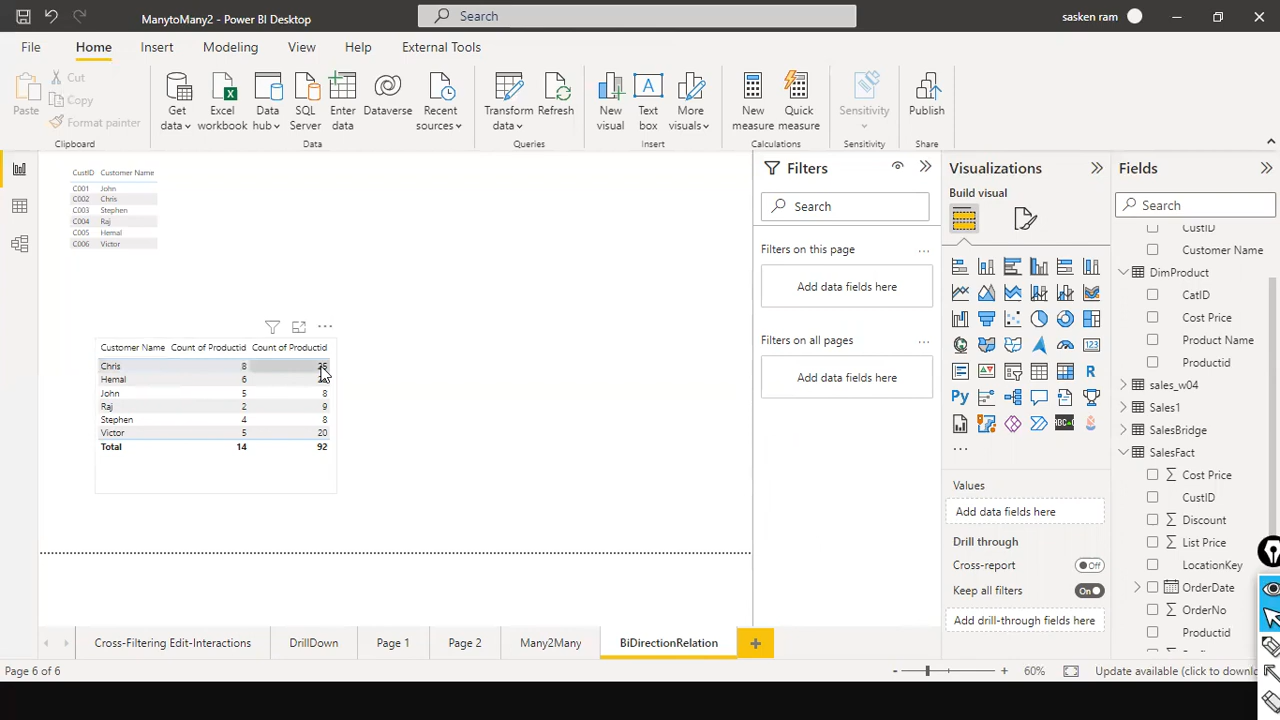 ManytoMany2 - Power BI Desktop
Search
sasken ram
File
Home
Insert
Modeling
View
Help
External Tools
Paste
Cut
Copy
Format painter
Clipboard
Get data
Excel workbook
Data hub
SQL Server
Enter data
Dataverse
Recent sources
Data
Transform data
Refresh
Queries
New visual
Text box
More visuals
Insert
New measure
Quick measure
Calculations
Sensitivity
Sensitivity
Publish
Share
CustID Customer Name
C001 John
C002 Chris
C003 Stephen
C004 Raj
C005 Hemal
C006 Victor
Customer Name Count of Productid Count of Productid
Chris 8
Hemal 6
John 5 8
Raj 2 9
Stephen 4 8
Victor 5 20
Total 14 92
Filters
Search
Filters on this page
...
Add data fields here
Filters on all pages
...
Add data fields here
Visualizations
Build visual
R
123
Py
ABC
...
Values
Add data fields here
Drill through
Cross-report
Off
Keep all filters
On
Add drill-through fields here
Fields
Search
CustID
Customer Name
DimProduct
CatID
Cost Price
Product Name
Productid
sales_w04
Sales1
SalesBridge
SalesFact
Cost Price
CustID
Discount
List Price
LocationKey
OrderDate
OrderNo
Productid
Cross-Filtering Edit-Interactions
DrillDown
Page 1
Page 2
Many2Many
BiDirectionRelation
Page 6 of 6
60%
Update available (click to downlo